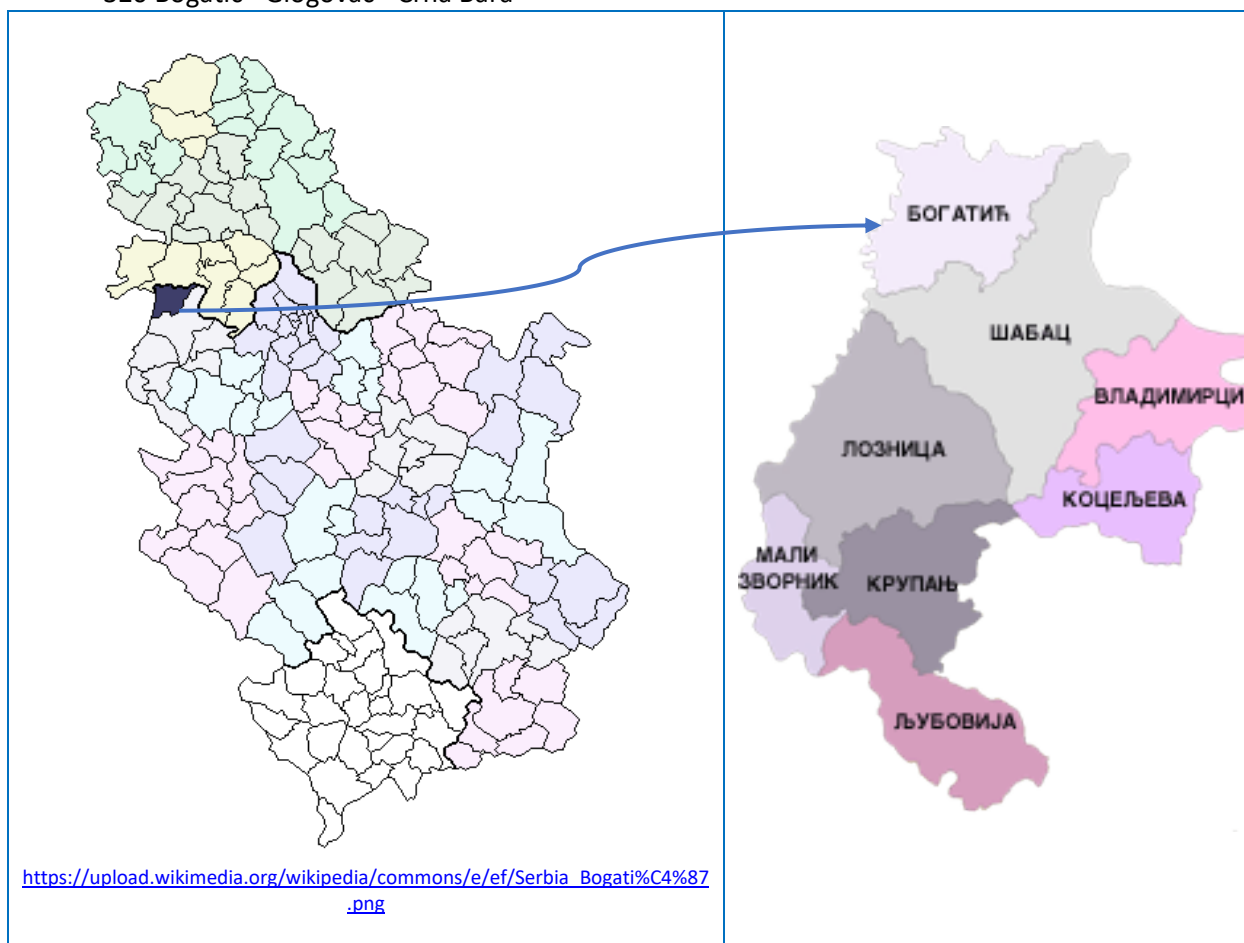 Bogatić - Glogovac - Crna Bara
БОГАТИЋ
ШАБАЦ
ВЛАДИМИРЦИ
ЛОЗНИЦА
КОЦЕЉЕВА
МАЛИ
ЗВОРНИК
КРУПАЊ
ЉУБОВИЈА
https://upload.wikimedia.org/wikipedia/commons/e/ef/Serbia_Bogati%C4%87
.png